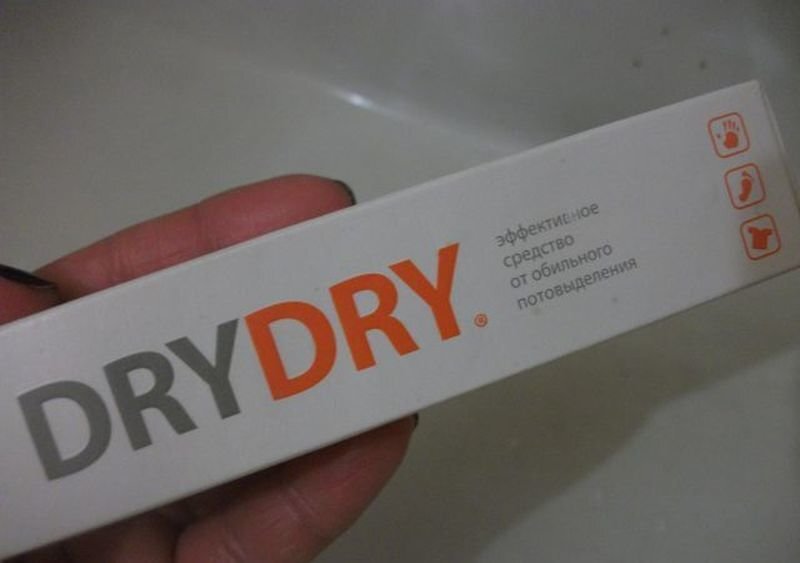 DRYDRY®
эффективное
средство
от обильного
потовыделения